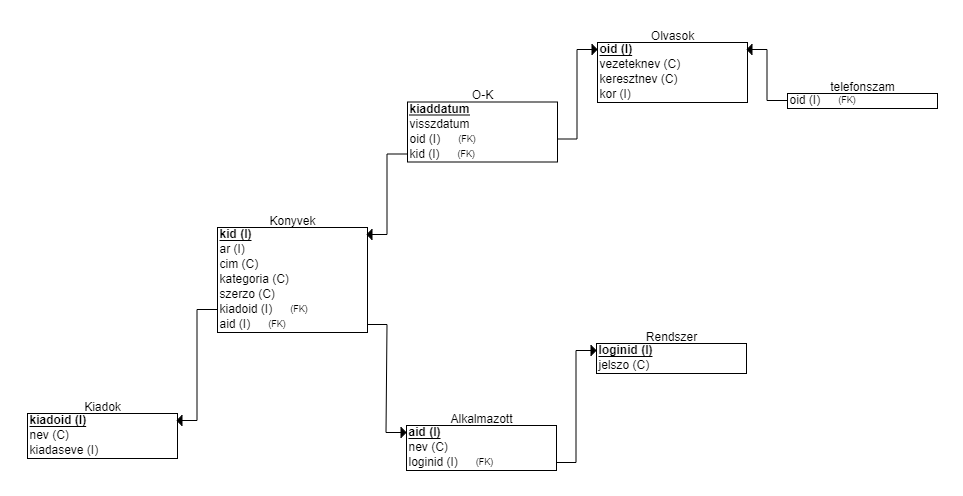 Olvasok
oid (I)
vezeteknev (C)
keresztnev (C)
kor (I)
telefonszam
oid (I) (FK)
O-K
kiaddatum
visszdatum
oid (I) (FK)
kid (I) (FK)
Konyvek
kid (I)
ar (I)
cim (C)
kategoria (C)
szerzo (C)
kiadoid (I) (FK)
aid (I) (FK)
Rendszer
loginid (I)
jelszo (C)
Kiadok
kiadoid (I)
nev (C)
kiadaseve (I)
Alkalmazott
aid (I)
nev (C)
loginid (I) (FK)